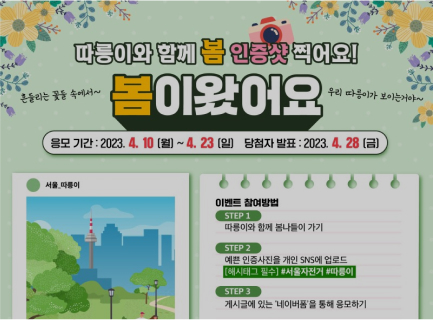 따릉이와 함께 봄 인증샷 찍어요!
흔들리는 꽃들 속에서~
봄이왔어요
우리 따릉이가 보이는거야~
응모 기간 : 2023. 4. 10 (월) ~ 4. 23 (일) 당첨자 발표 : 2023. 4. 28 (금)
서울_따릉이
이벤트 참여방법
STEP 1
따릉이와 함께 봄나들이 가기
STEP 2
예쁜 인증사진을 개인 SNS에 업로드
[해시태그 필수] #서울자전거 #따릉이
STEP 3
게시글에 있는 '네이버폼'을 통해 응모하기